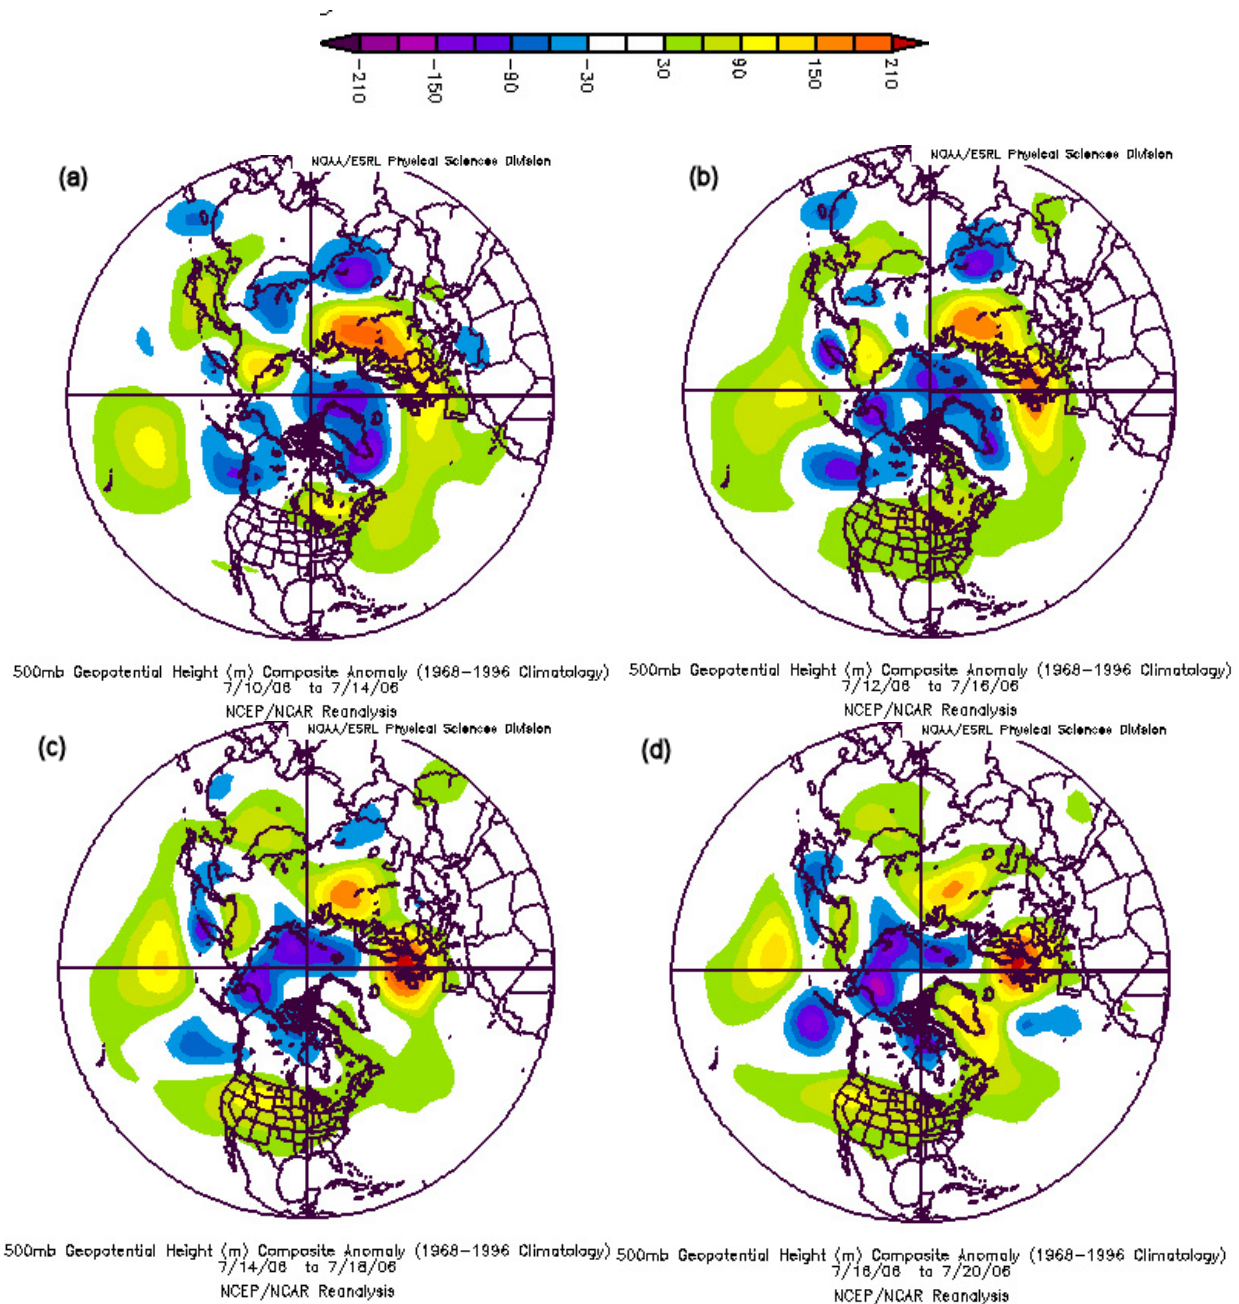 -210 -150 -90 -30 30 90 150 210
(a)
NOAA/ESRL Physical Sciences Division
(b)
NOAA/ESRL Physical Sciences Division
500mb Geopotential Height (m) Composite Anomaly (1968-1996 Climatology)
7/10/06 to 7/14/06
NCEP/NCAR Reanalysis
500mb Geopotential Height (m) Composite Anomaly (1968-1996 Climatology)
7/12/06 to 7/16/06
NCEP/NCAR Reanalysis
(c)
NOAA/ESRL Physical Sciences Division
(d)
NOAA/ESRL Physical Sciences Division
500mb Geopotential Height (m) Composite Anomaly (1968-1996 Climatology)
7/14/06 to 7/18/06
NCEP/NCAR Reanalysis
500mb Geopotential Height (m) Composite Anomaly (1968-1996 Climatology)
7/16/06 to 7/20/06
NCEP/NCAR Reanalysis